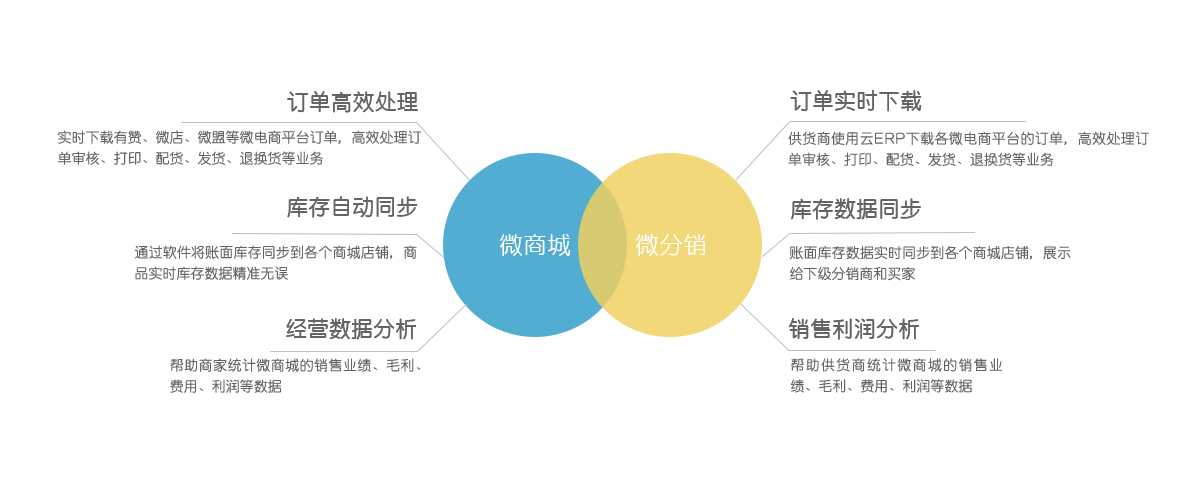 订单高效处理
实时下载有赞、微店、微盟等微电商平台订单，高效处理订
单审核、打印、配货、发货、退换货等业务
库存自动同步
通过软件将账面库存同步到各个商城店铺，商
品实时库存数据精准无误
经营数据分析
帮助商家统计微商城的销售业绩、毛利、
费用、利润等数据
微商城
微分销
订单实时下载
供货商使用云ERP下载各微电商平台的订单，高效处理订
单审核、打印、配货、发货、退换货等业务
库存数据同步
账面库存数据实时同步到各个商城店铺，展示
给下级分销商和买家
销售利润分析
帮助供货商统计微商城的销售业
绩、毛利、费用、利润等数据